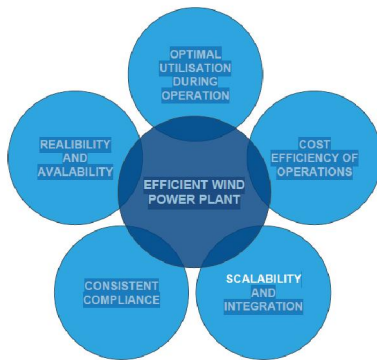 OPTIMAL
UTILISATION
DURING
OPERATION
REALIBILITY
AND
AVALABILITY
COST
EFFICIENCY OF
OPERATIONS
EFFICIENT WIND
POWER PLANT
CONSISTENT
COMPLIANCE
SCALABILITY
AND
INTEGRATION